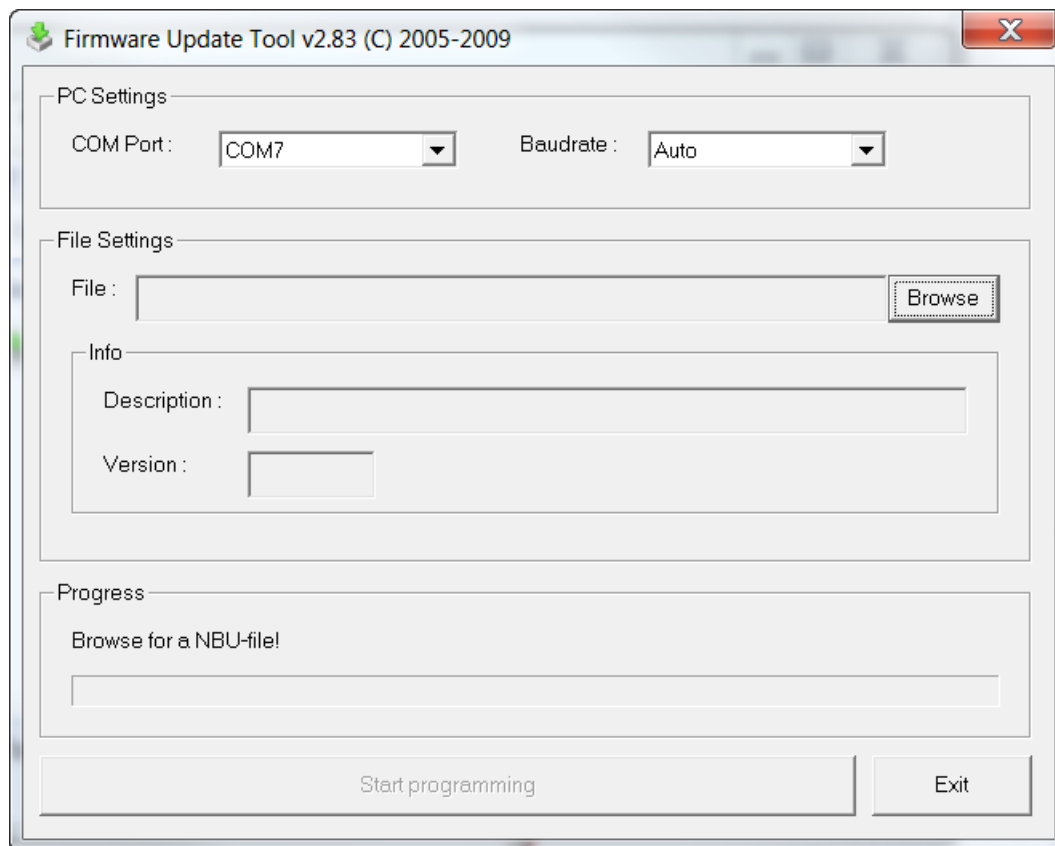 Firmware Update Tool v2.83 (C) 2005-2009
PC Settings
COM Port : COM7 Baudrate : Auto
File Settings
File : Browse
Info
Description :
Version :
Progress
Browse for a NBU-file!
Start programming Exit